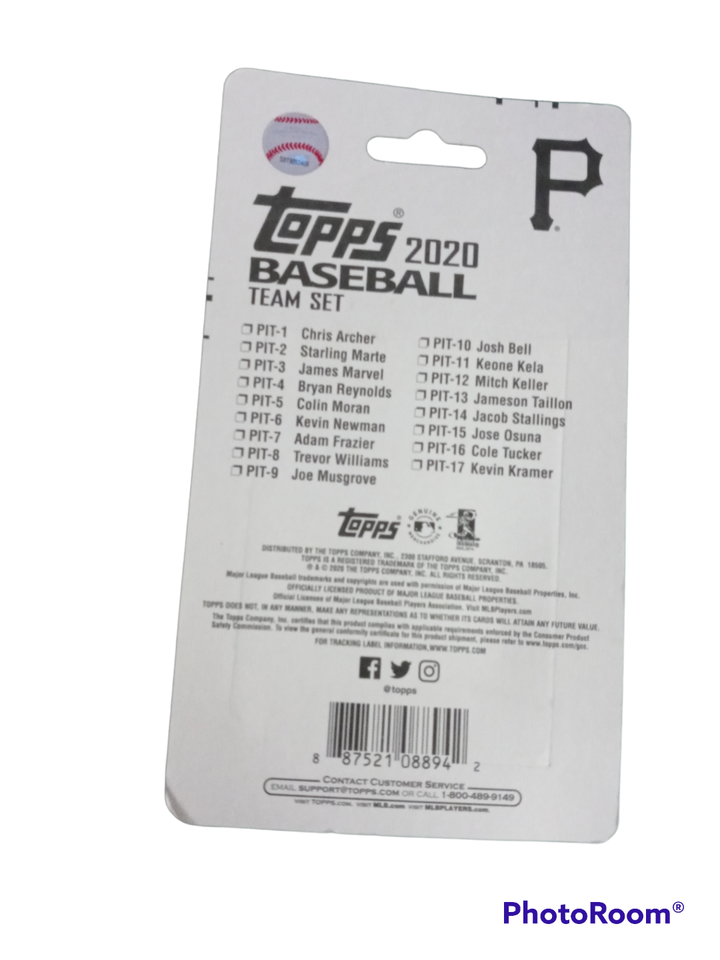 P
topps® 2020
BASEBALL
TEAM SET
PIT-1 Chris Archer
PIT-2 Starling Marte
PIT-3 James Marvel
PIT-4 Bryan Reynolds
PIT-5 Colin Moran
PIT-6 Kevin Newman
PIT-7 Adam Frazier
PIT-8 Trevor Williams
PIT-9 Joe Musgrove
PIT-10 Josh Bell
PIT-11 Keone Kela
PIT-12 Mitch Keller
PIT-13 Jameson Taillon
PIT-14 Jacob Stallings
PIT-15 Jose Osuna
PIT-16 Cole Tucker
PIT-17 Kevin Kramer
topps GENUINE MERCHANDISE
DISTRIBUTED BY THE TOPPS COMPANY, INC., 2300 STAFFORD AVENUE, SCRANTON, PA 18505.
TOPPS IS A REGISTERED TRADEMARK OF THE TOPPS COMPANY, INC.
® & © 2020 THE TOPPS COMPANY, INC. ALL RIGHTS RESERVED.
Major League Baseball trademarks and copyrights are used with permission of Major League Baseball Properties, Inc.
OFFICIALLY LICENSED PRODUCT OF MAJOR LEAGUE BASEBALL PROPERTIES.
Official Licensee of Major League Baseball Players Association. Visit MLBPlayers.com
TOPPS DOES NOT, IN ANY MANNER, MAKE ANY REPRESENTATIONS AS TO WHETHER ITS CARDS WILL ATTAIN ANY FUTURE VALUE.
The Topps Company, Inc. certifies that this product complies with applicable requirements enforced by the Consumer Product
Safety Commission. To view the general conformity certificate for this product shipment, please refer to www.topps.com/gcc.
FOR TRACKING LABEL INFORMATION,WWW.TOPPS.COM
@topps
8 87521 08894 2
CONTACT CUSTOMER SERVICE
EMAIL SUPPORT@TOPPS.COM OR CALL 1-800-489-9149
VISIT TOPPS.COM. VISIT MLB.com VISIT MLBPLAYERS.com
PhotoRoom®